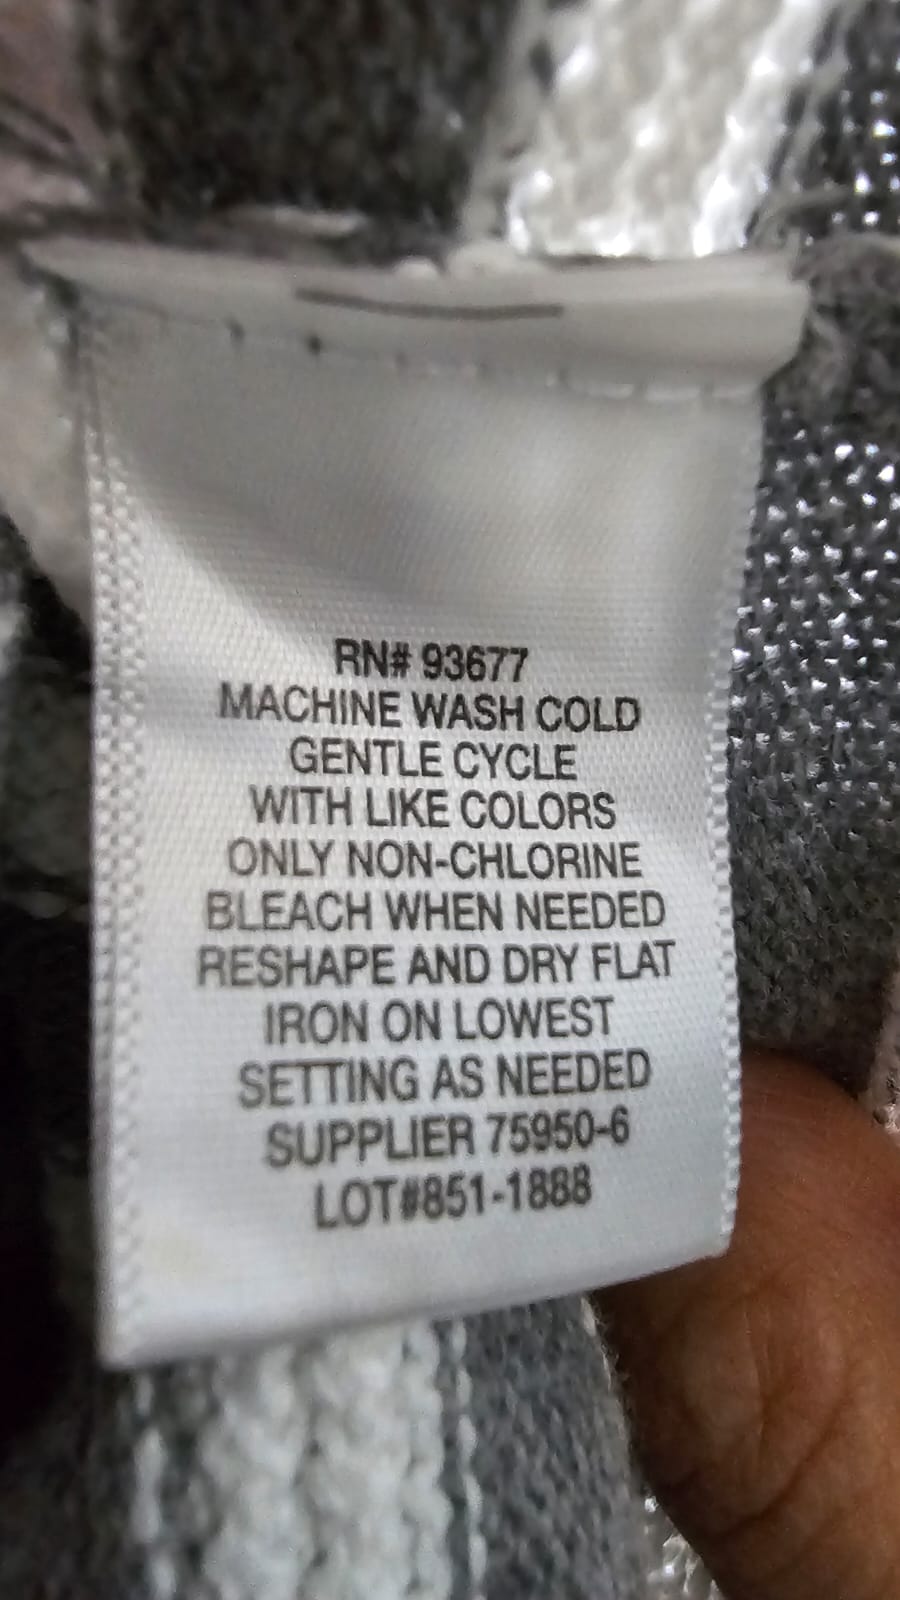 RN# 93677
MACHINE WASH COLD
GENTLE CYCLE
WITH LIKE COLORS
ONLY NON-CHLORINE
BLEACH WHEN NEEDED
RESHAPE AND DRY FLAT
IRON ON LOWEST
SETTING AS NEEDED
SUPPLIER 75950-6
LOT#851-1888